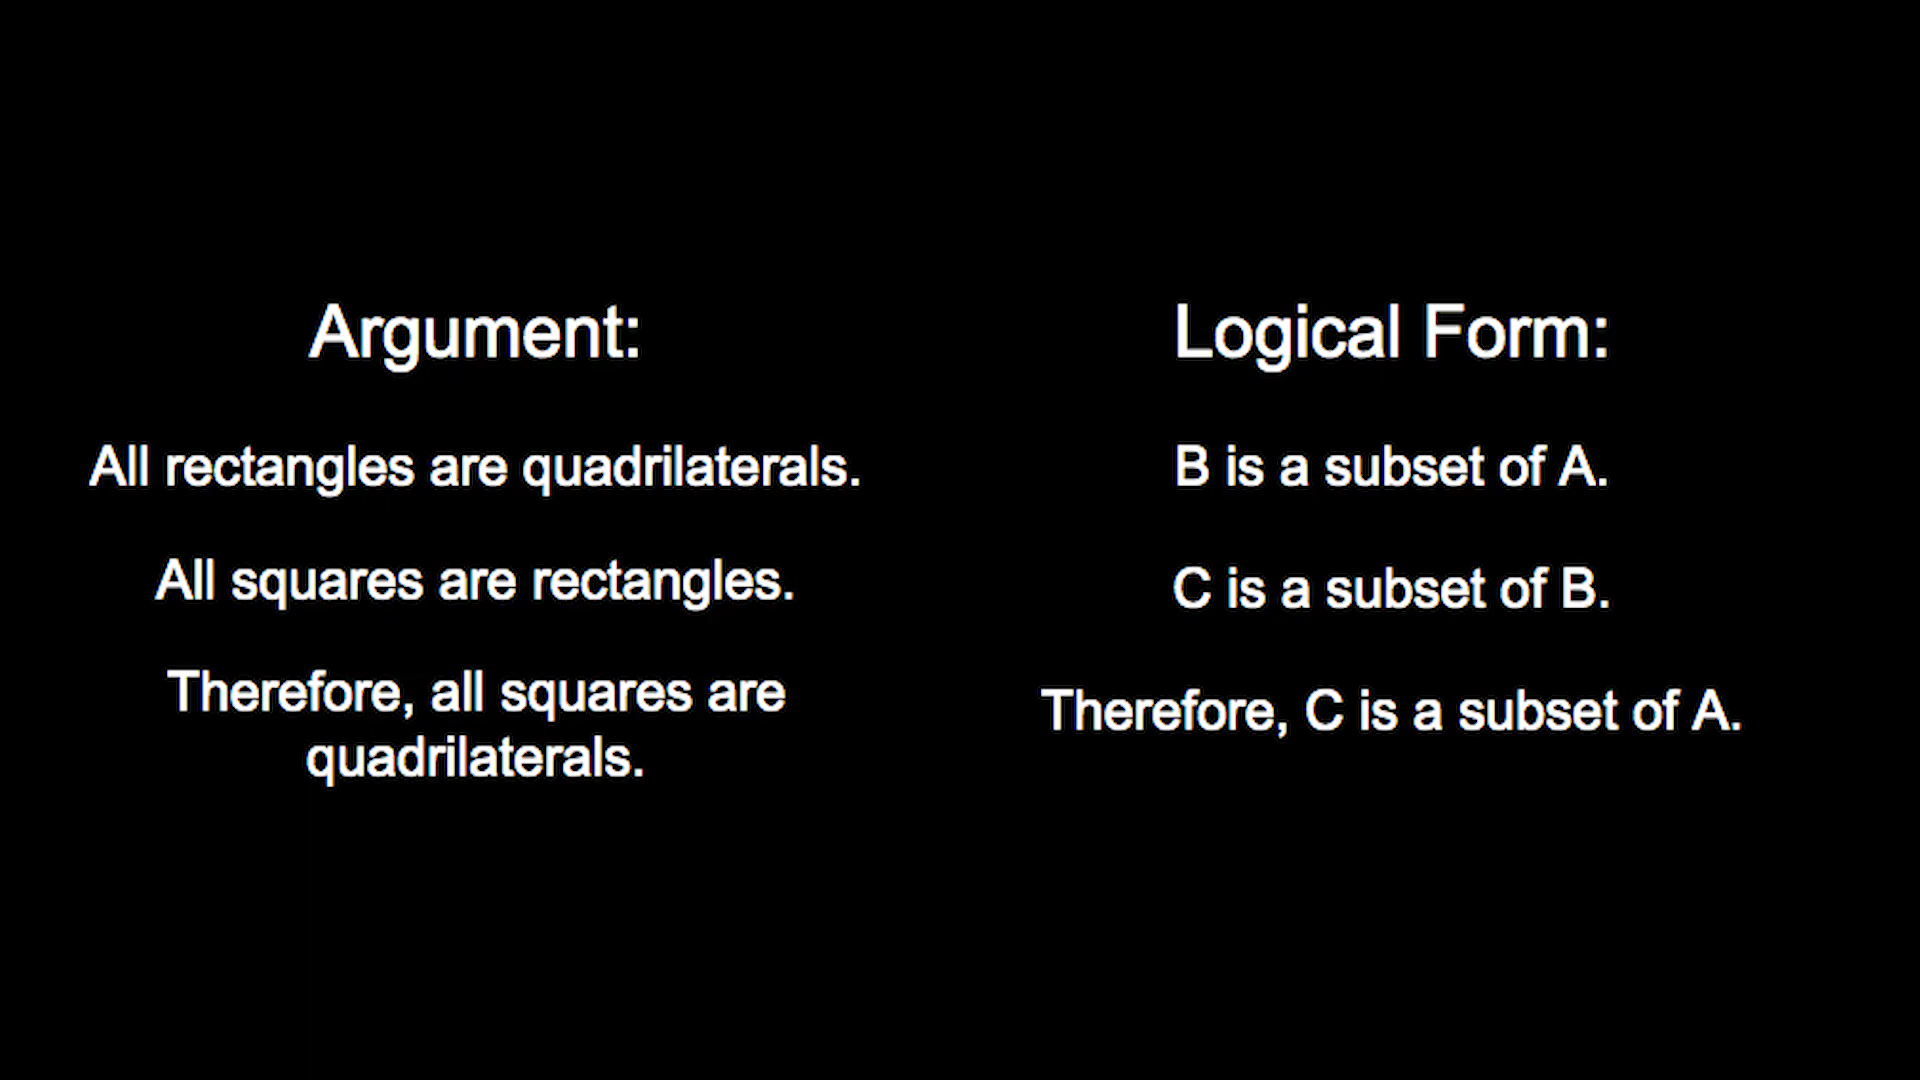 Argument:
All rectangles are quadrilaterals.
All squares are rectangles.
Therefore, all squares are
quadrilaterals.
Logical Form:
B is a subset of A.
C is a subset of B.
Therefore, C is a subset of A.